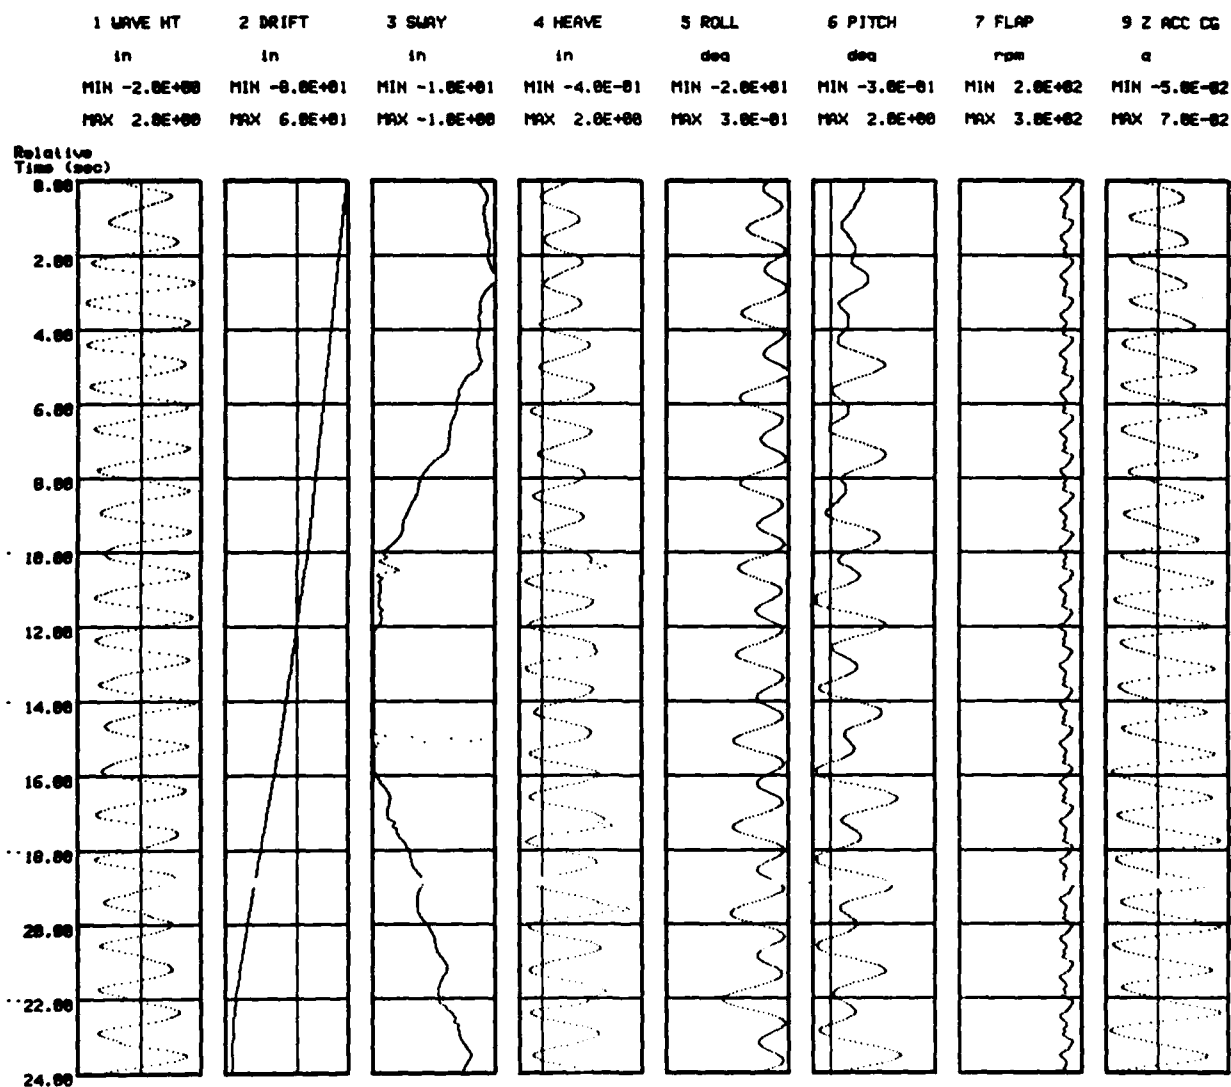 1 WAVE HT 2 DRIFT 3 SWAY 4 HEAVE 5 ROLL 6 PITCH 7 FLAP 9 Z ACC CG
in in in in deg deg rpm g
MIN -2.0E+00 MIN -8.0E+01 MIN -1.0E+01 MIN -4.0E-01 MIN -2.0E+01 MIN -3.0E-01 MIN 2.0E+02 MIN -5.0E-02
MAX 2.0E+00 MAX 6.0E+01 MAX -1.0E+00 MAX 2.0E+00 MAX 3.0E-01 MAX 2.0E+00 MAX 3.0E+02 MAX 7.0E-02
Relative
Time (sec)
0.00
2.00
4.00
6.00
8.00
10.00
12.00
14.00
16.00
18.00
20.00
22.00
24.00